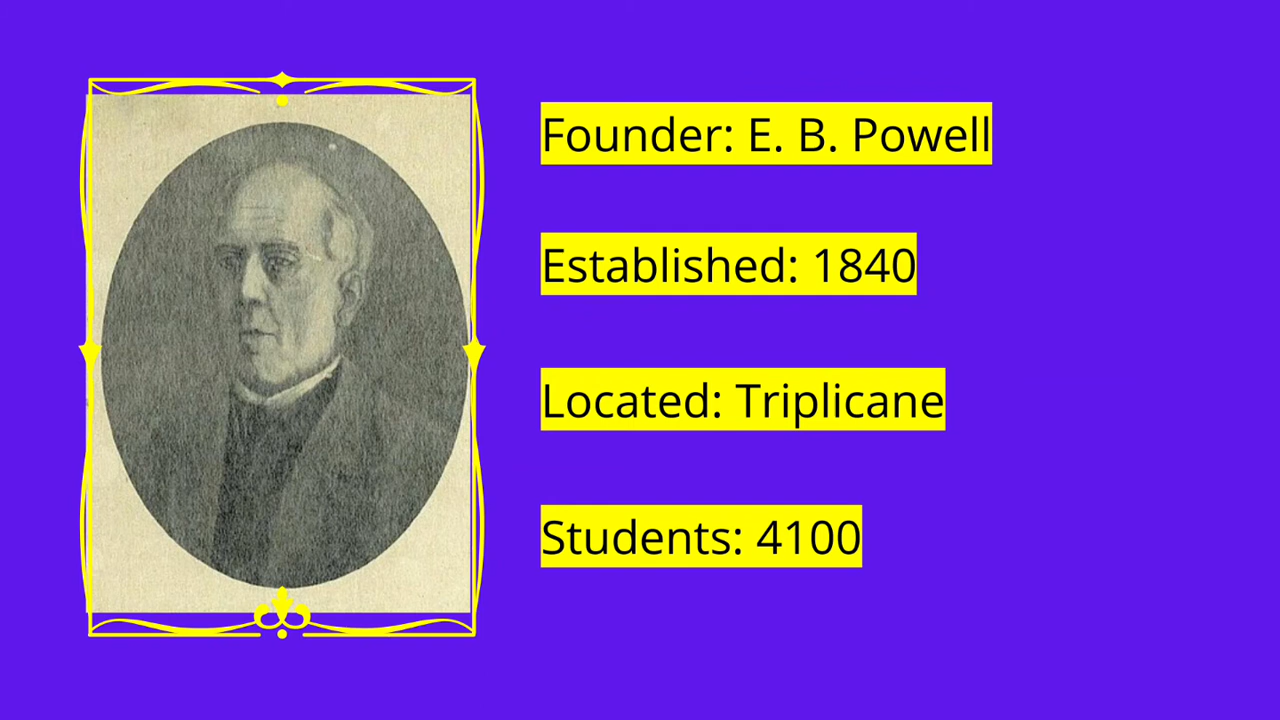 Founder: E. B. Powell
Established: 1840
Located: Triplicane
Students: 4100